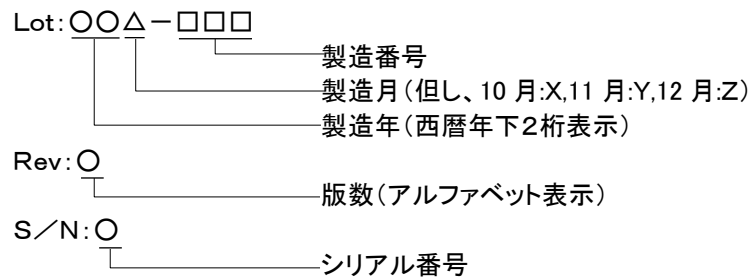 Lot:○○△－□□□
製造番号
製造月(但し、10 月:X,11 月:Y,12 月:Z)
製造年(西暦年下２桁表示)
Rev:○
版数(アルファベット表示)
S／N:○
シリアル番号